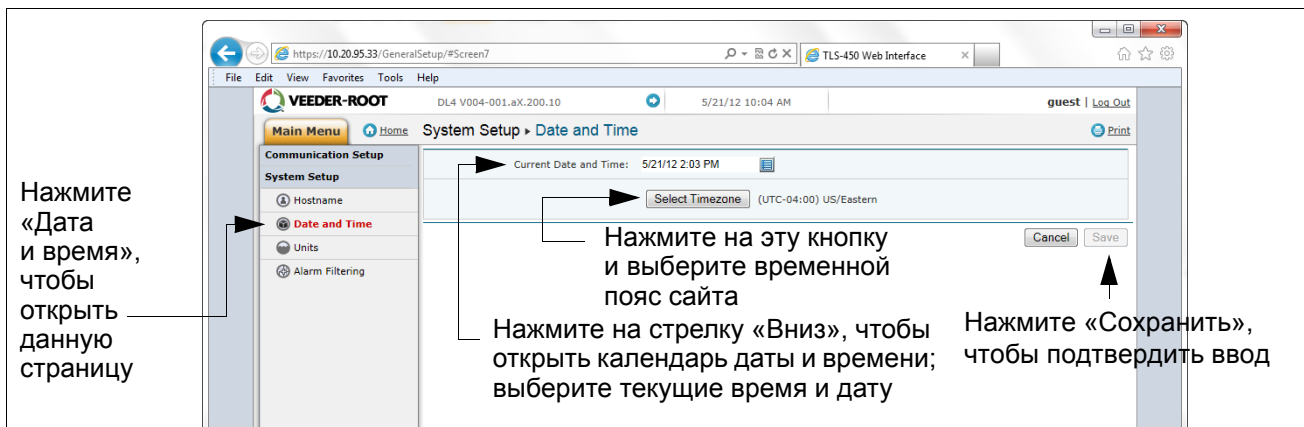 https://10.20.95.33/GeneralSetup/#Screen7
TLS-450 Web Interface
File Edit View Favorites Tools Help
VEEDER-ROOT DL4 V004-001.aX.200.10 5/21/12 10:04 AM guest | Log Out
Main Menu Home System Setup ▸ Date and Time Print
Communication Setup
System Setup
Hostname
Date and Time
Units
Alarm Filtering
Current Date and Time: 5/21/12 2:03 PM
Select Timezone (UTC-04:00) US/Eastern
Cancel Save
Нажмите
«Дата
и время»,
чтобы
открыть
данную
страницу
Нажмите на эту кнопку
и выберите временной
пояс сайта
Нажмите на стрелку «Вниз», чтобы
открыть календарь даты и времени;
выберите текущие время и дату
Нажмите «Сохранить»,
чтобы подтвердить ввод